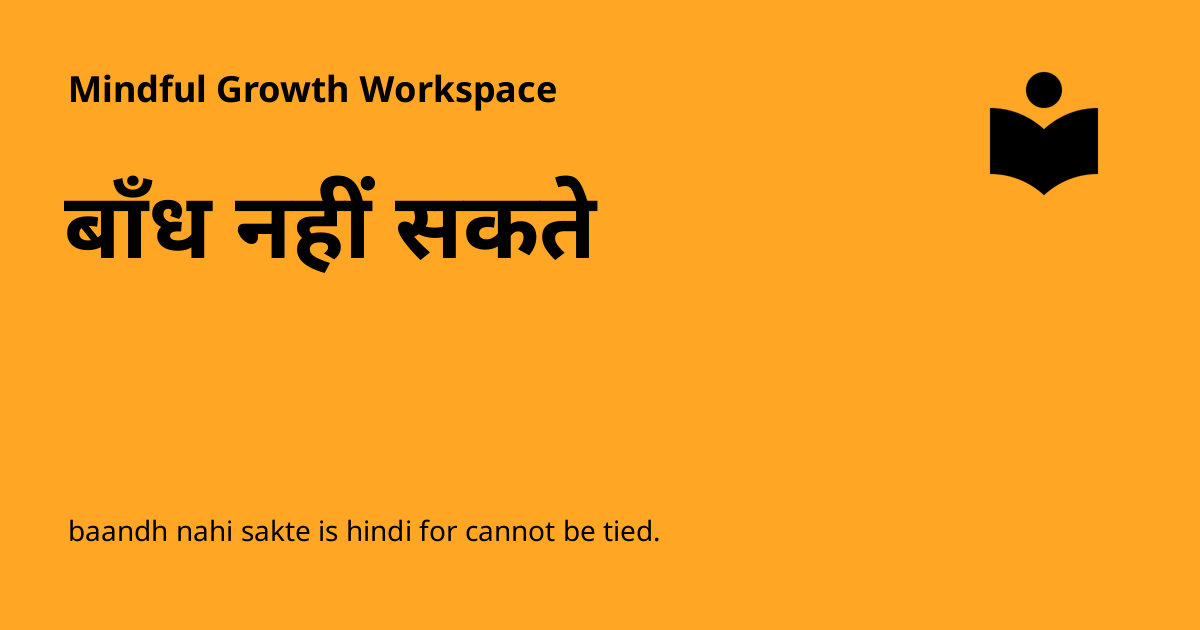 Mindful Growth Workspace
बाँध नहीं सकते
baandh nahi sakte is hindi for cannot be tied.